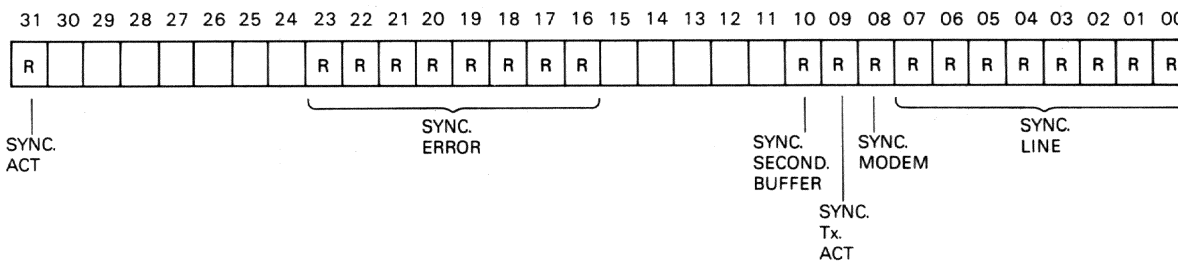 31 30 29 28 27 26 25 24 23 22 21 20 19 18 17 16 15 14 13 12 11 10 09 08 07 06 05 04 03 02 01 00
R R R R R R R R R R R R R R R R R R R R
SYNC.
ACT
SYNC.
ERROR
SYNC.
SECOND.
BUFFER
SYNC.
Tx.
ACT
SYNC.
MODEM
SYNC.
LINE